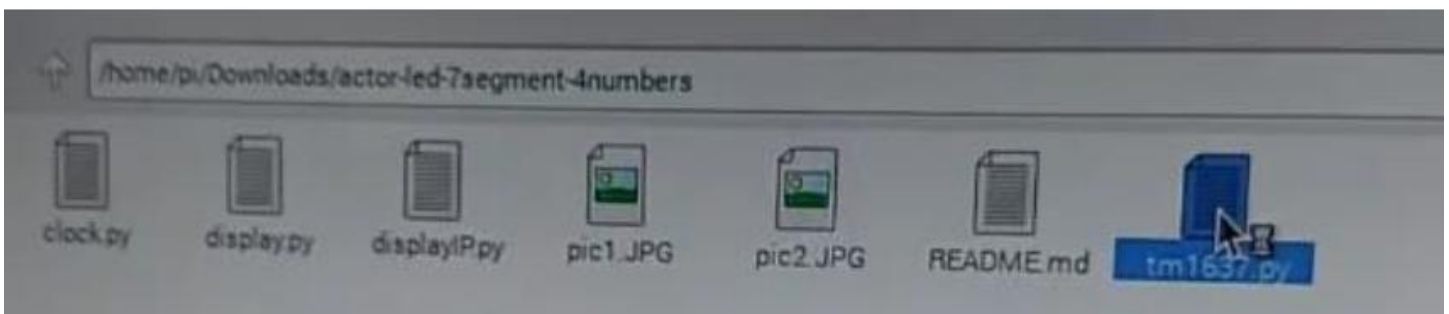 /home/pi/Downloads/actor-led-7segment-4numbers
clock.py display.py displayIP.py pic1.JPG pic2.JPG README.md tm1637.py